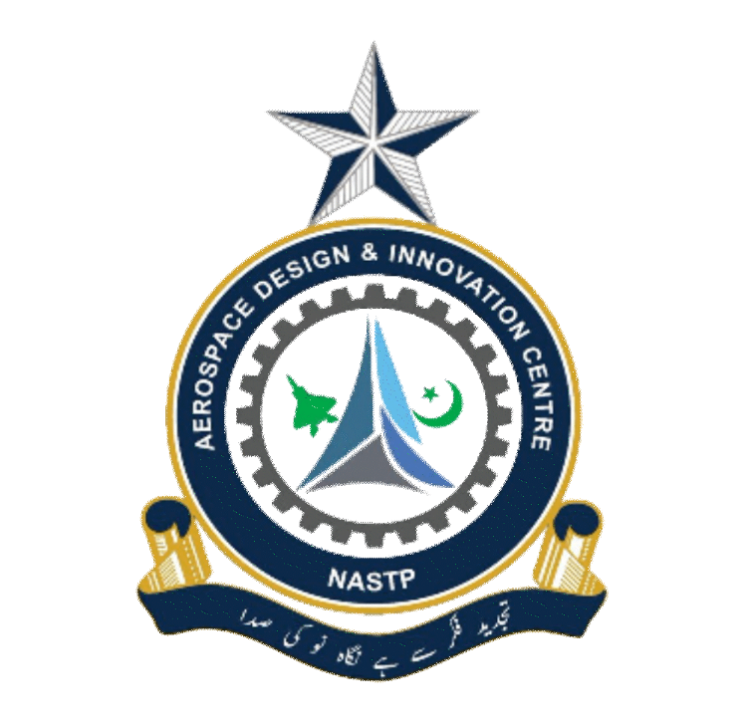 AEROSPACE DESIGN & INNOVATION CENTRE
NASTP
تجدید فکر سے ہے نگاہ نو کی صدا